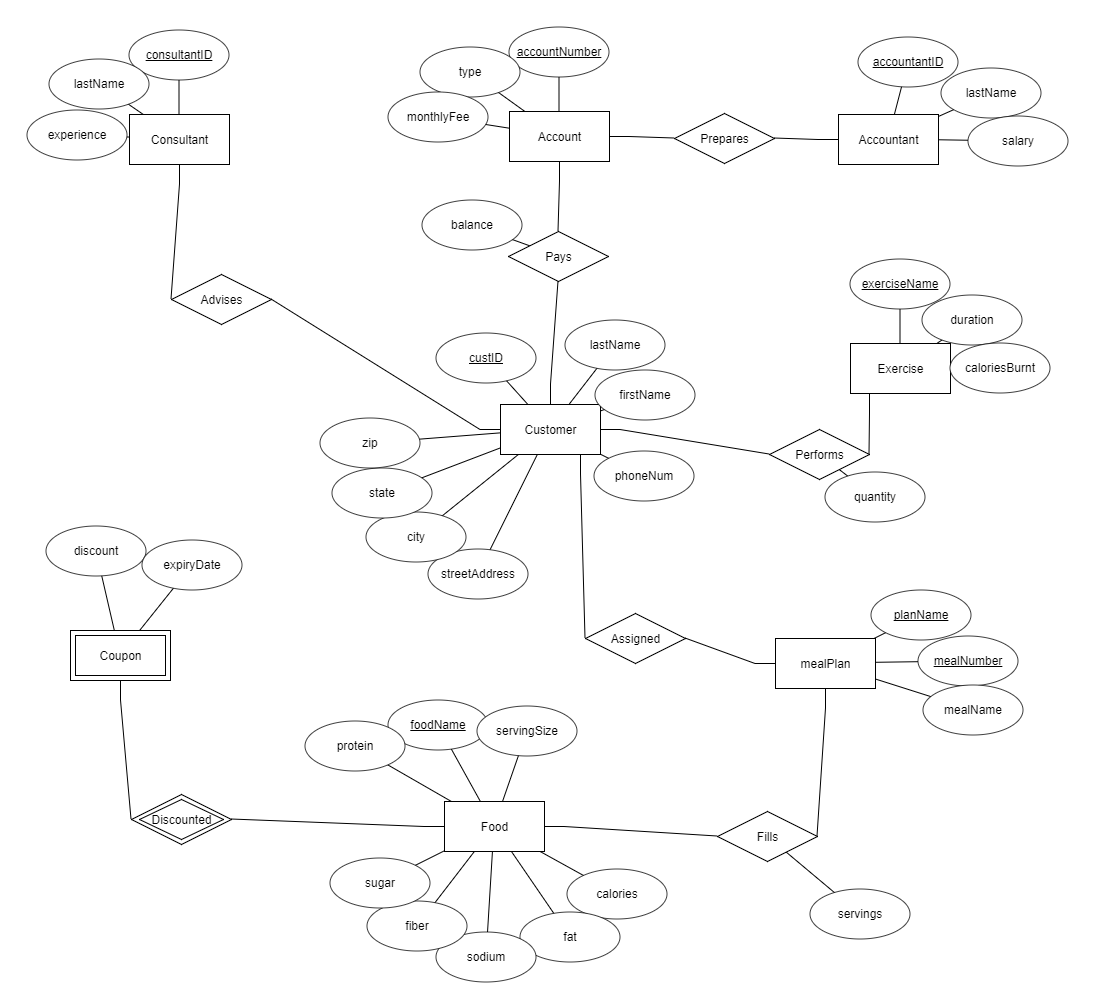 consultantID
lastName
experience
Consultant
accountNumber
type
monthlyFee
Account
Prepares
accountantID
lastName
salary
Accountant
balance
Pays
Advises
exerciseName
duration
caloriesBurnt
Exercise
custID
lastName
firstName
Customer
zip
state
city
streetAddress
phoneNum
Performs
quantity
discount
expiryDate
Coupon
Assigned
planName
mealNumber
mealName
mealPlan
protein
foodName
servingSize
Discounted
Food
Fills
sugar
fiber
sodium
fat
calories
servings